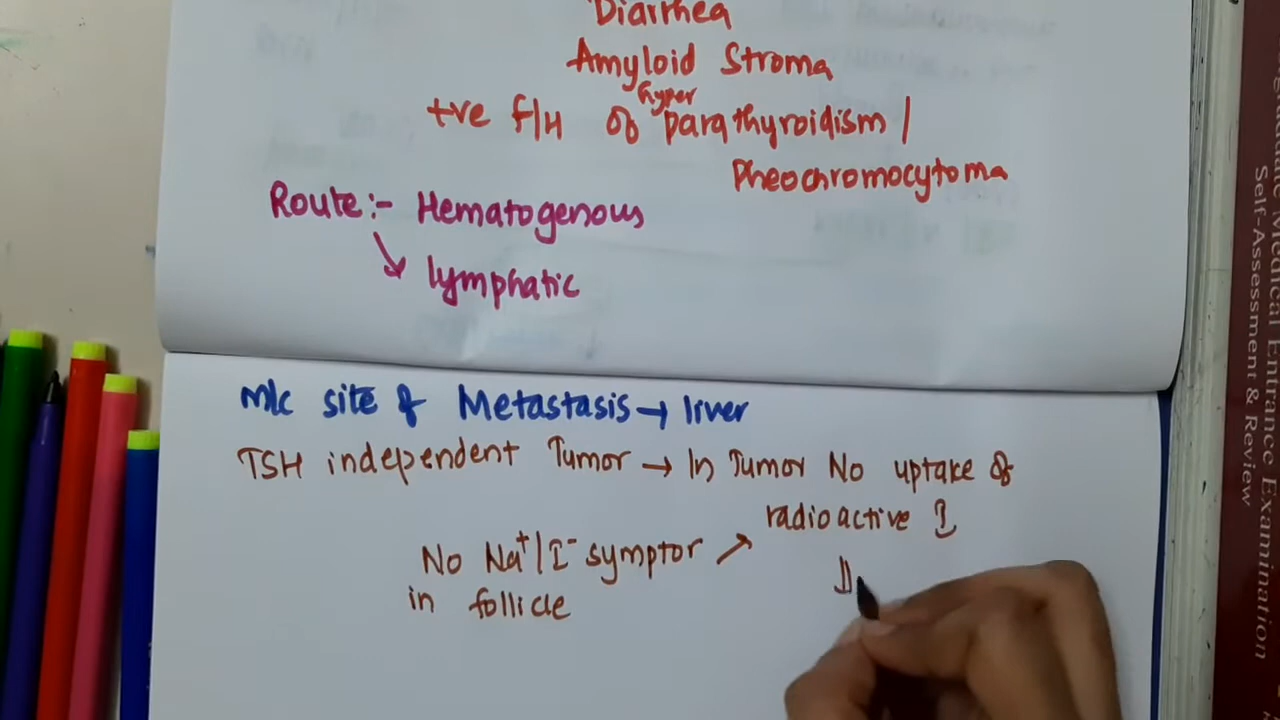 Diarrhea
Amyloid Stroma
+ve f/H of hyper parathyroidism /
Pheochromocytoma
Route:- Hematogenous
lymphatic
M/c site of Metastasis → liver
TSH independent Tumor → In Tumor No uptake of
radioactive I
No Na+/I- symptor
in follicle
Medical Entrance Examination
Self-Assessment & Review